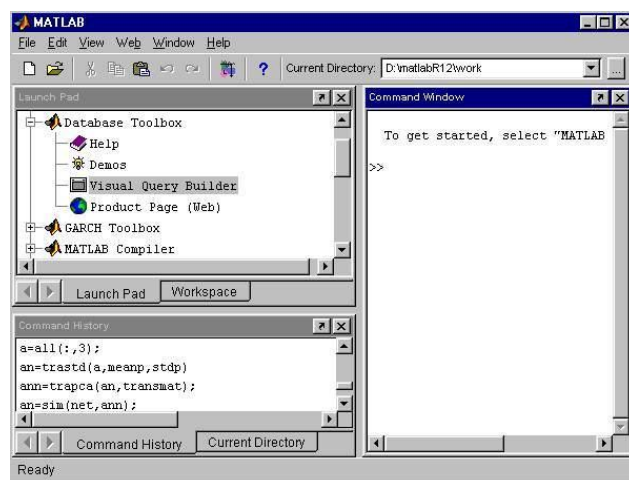 MATLAB
File Edit View Web Window Help
Current Directory: D:\matlabR12\work
...
Launch Pad
Database Toolbox
Help
Demos
Visual Query Builder
Product Page (Web)
GARCH Toolbox
MATLAB Compiler
Launch Pad Workspace
Command History
a=all(:,3);
an=trastd(a,meanp,stdp)
ann=trapca(an,transmat);
an=sim(net,ann);
Command History Current Directory
Command Window
To get started, select "MATLAB
>>
Ready